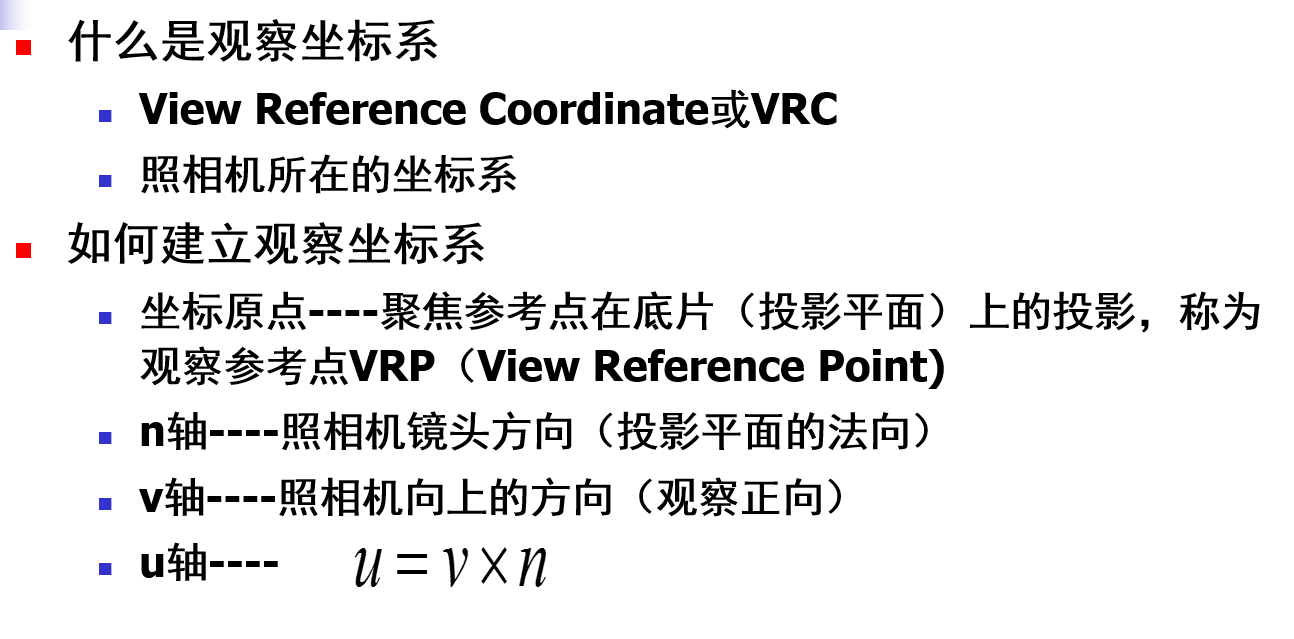 什么是观察坐标系
View Reference Coordinate或VRC
照相机所在的坐标系
如何建立观察坐标系
坐标原点----聚焦参考点在底片（投影平面）上的投影，称为
观察参考点VRP（View Reference Point)
n轴----照相机镜头方向（投影平面的法向）
v轴----照相机向上的方向（观察正向）
u轴---- u = v × n